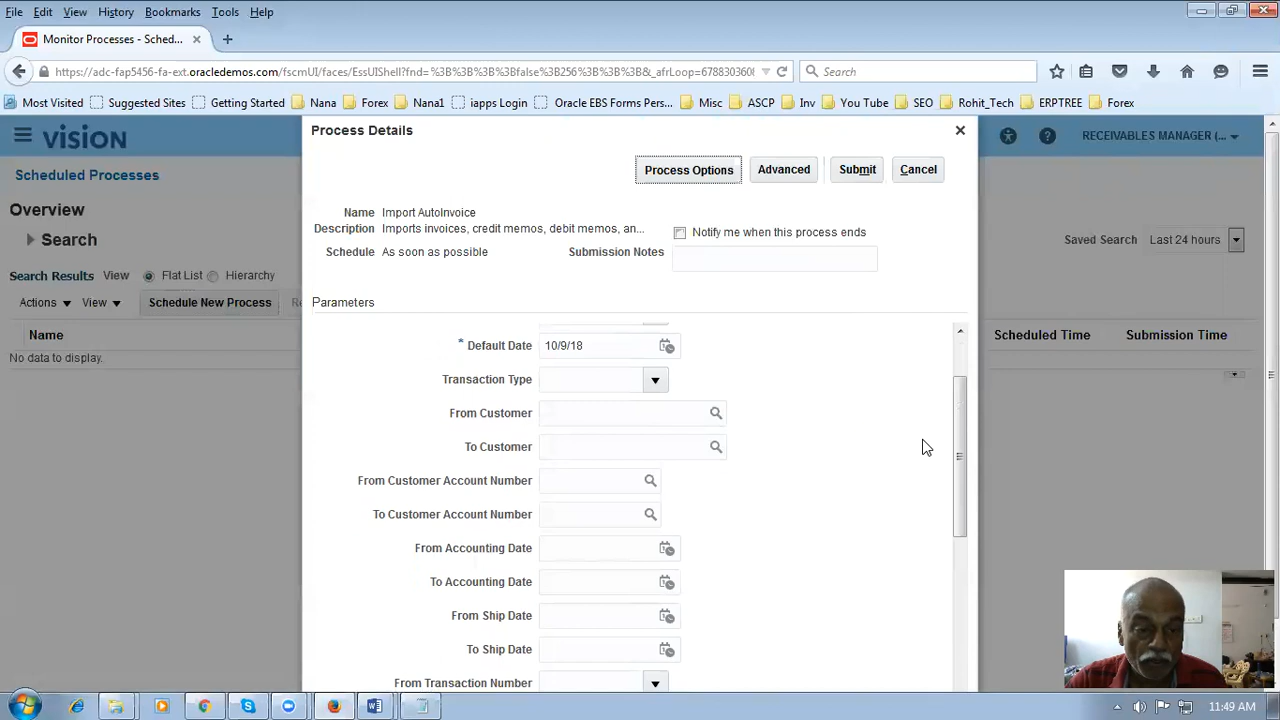 File Edit View History Bookmarks Tools Help
Monitor Processes - Sched...
https://adc-fap5456-fa-ext.oracledemos.com/fscmUI/faces/EssUIShell?fnd=%3B%3B%3B%3Bfalse%3B256%3B%3B%3B&_afrLoop=6788303608 Search
Most Visited Suggested Sites Getting Started Nana Forex Nana1 iapps Login Oracle EBS Forms Pers... Misc ASCP Inv You Tube SEO Rohit_Tech ERPTREE Forex
VISION RECEIVABLES MANAGER (...
Process Details
Process Options Advanced Submit Cancel
Scheduled Processes
Overview
Search
Saved Search Last 24 hours
Name Import AutoInvoice
Description Imports invoices, credit memos, debit memos, an... Notify me when this process ends
Schedule As soon as possible Submission Notes
Search Results View Flat List Hierarchy
Actions View Schedule New Process Re
Parameters
Name Scheduled Time Submission Time
No data to display.
* Default Date 10/9/18
Transaction Type
From Customer
To Customer
From Customer Account Number
To Customer Account Number
From Accounting Date
To Accounting Date
From Ship Date
To Ship Date
From Transaction Number
11:49 AM